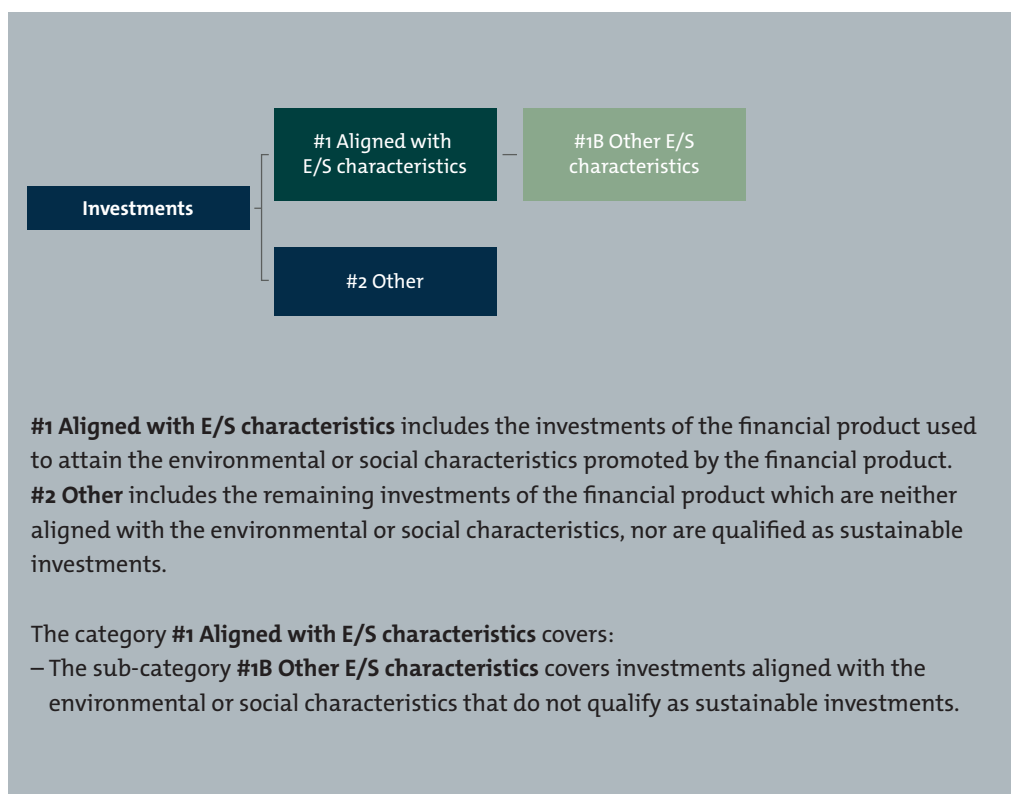 #1 Aligned with
E/S characteristics
#1B Other E/S
characteristics
Investments
#2 Other
#1 Aligned with E/S characteristics includes the investments of the financial product used
to attain the environmental or social characteristics promoted by the financial product.
#2 Other includes the remaining investments of the financial product which are neither
aligned with the environmental or social characteristics, nor are qualified as sustainable
investments.
The category #1 Aligned with E/S characteristics covers:
– The sub-category #1B Other E/S characteristics covers investments aligned with the
environmental or social characteristics that do not qualify as sustainable investments.